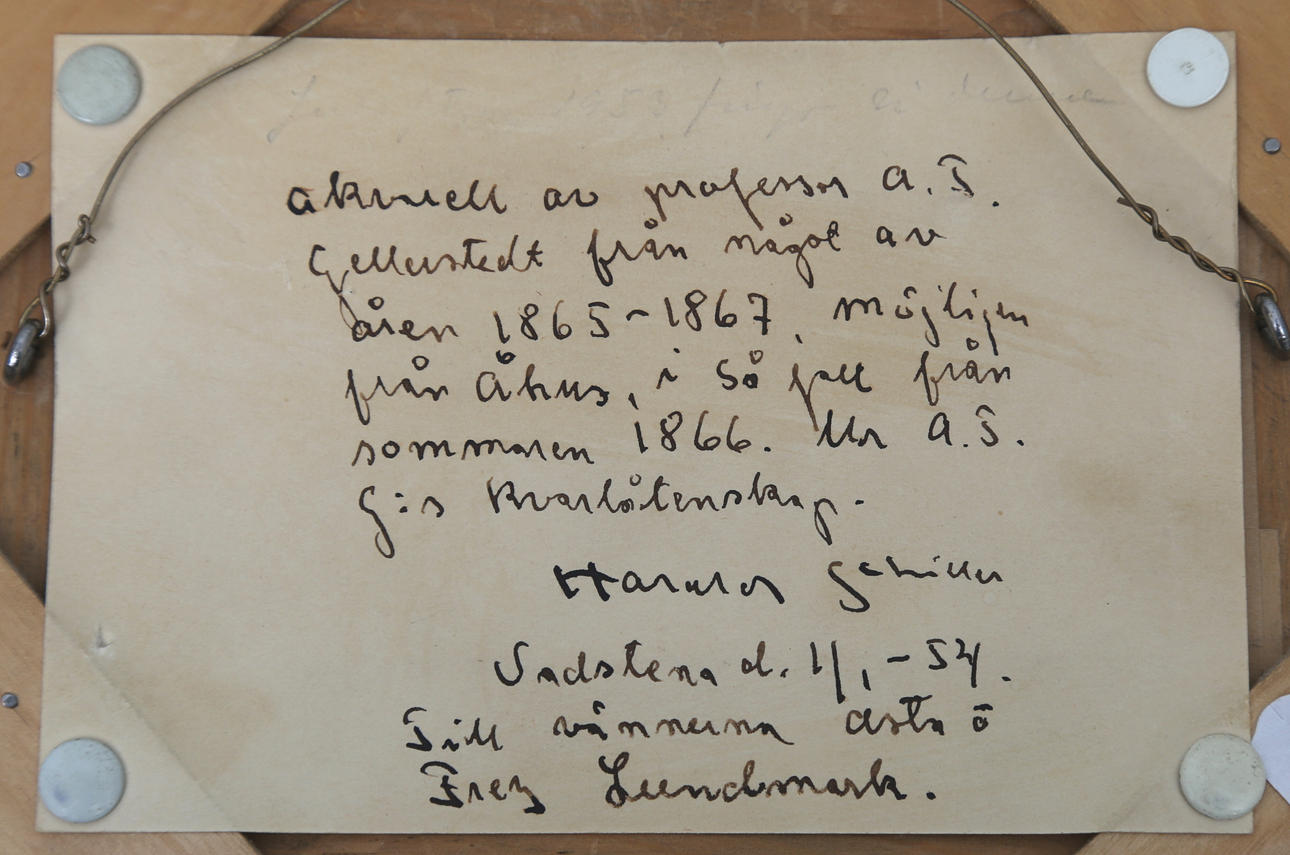 akvarell av professor A. T.
Gellerstedt från något av
åren 1865-1867, möjligen
från Åhus, i så fall från
sommaren 1866. Ur A. T.
G:s kvarlåtenskap.
Harald Schiller
Vadstena d. 1/1 - 54.
Till vännerna Asta o
Frey Lundmark.